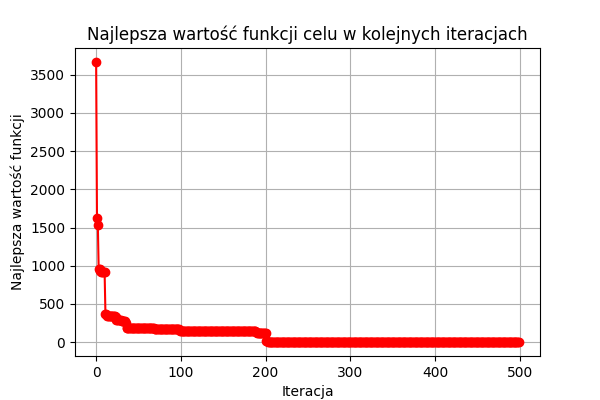 Najlepsza wartość funkcji celu w kolejnych iteracjach
Najlepsza wartość funkcji
3500
3000
2500
2000
1500
1000
500
0
0 100 200 300 400 500
Iteracja